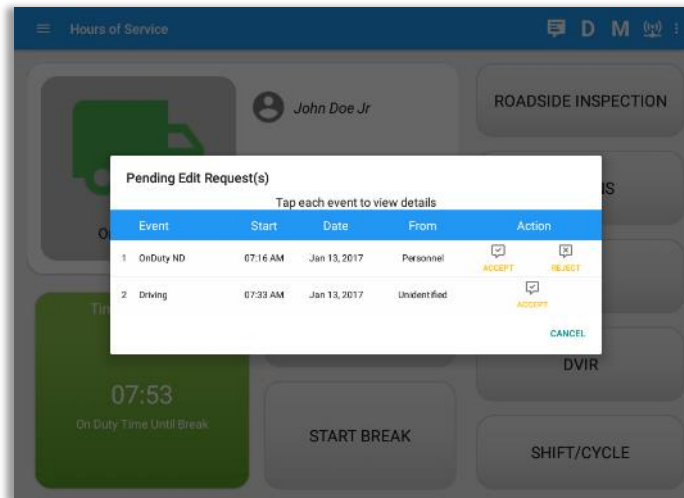 Hours of Service
D M
John Doe Jr
ROADSIDE INSPECTION
Pending Edit Request(s)
Tap each event to view details
Event Start Date From Action
1 OnDuty ND 07:16 AM Jan 13, 2017 Personnel ACCEPT REJECT
2 Driving 07:33 AM Jan 13, 2017 Unidentified ACCEPT
CANCEL
DVIR
07:53
On Duty Time Until Break
START BREAK
SHIFT/CYCLE